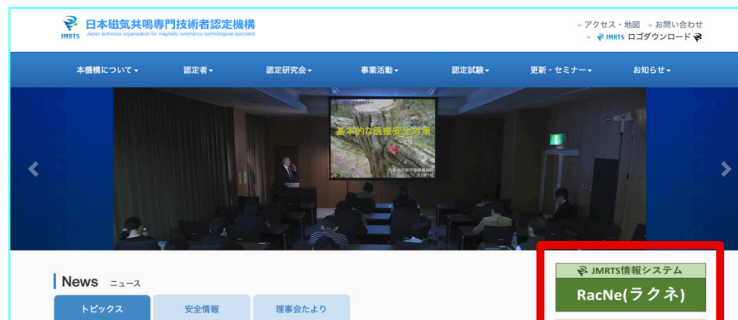 日本磁気共鳴専門技術者認定機構
JMRTS Japan authorize organization for magnetic resonance technological specialist
アクセス・地図 お問い合わせ
JMRTS ロゴダウンロード
本機構について 認定者 認定研究会 事業活動 認定試験 更新・セミナー お知らせ
基本的な医療安全対策
News ニュース
JMRTS情報システム
RacNe(ラクネ)
トピックス 安全情報 理事会たより